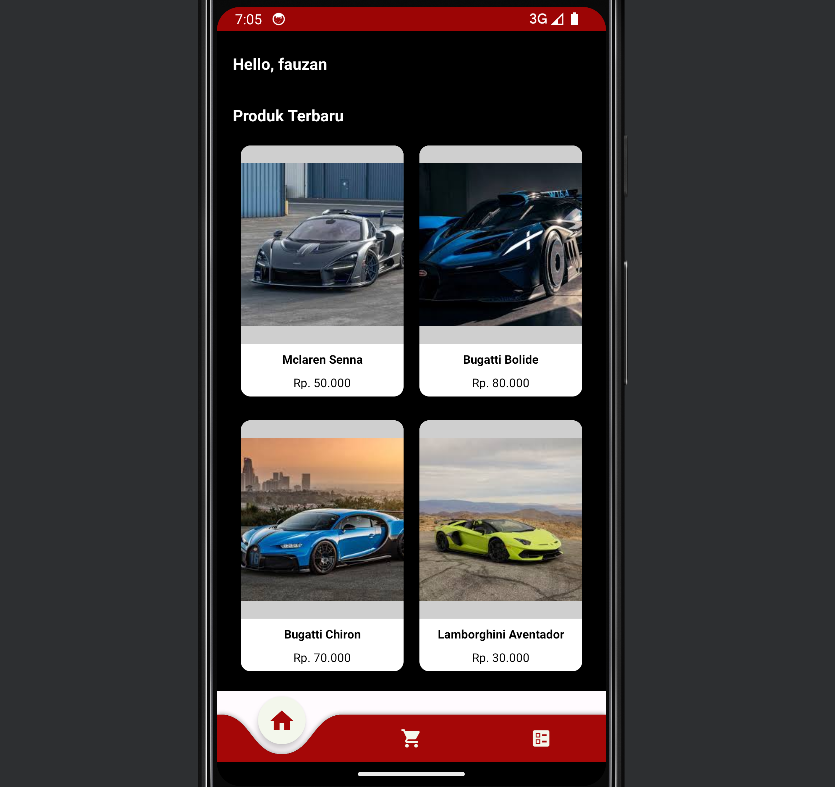 7:05 3G
Hello, fauzan
Produk Terbaru
Mclaren Senna
Rp. 50.000
Bugatti Bolide
Rp. 80.000
Bugatti Chiron
Rp. 70.000
Lamborghini Aventador
Rp. 30.000